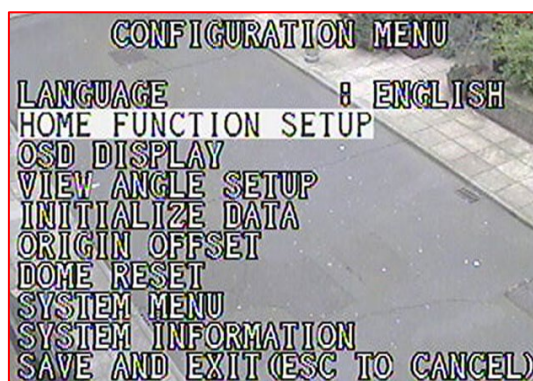 CONFIGURATION MENU
LANGUAGE : ENGLISH
HOME FUNCTION SETUP
OSD DISPLAY
VIEW ANGLE SETUP
INITIALIZE DATA
ORIGIN OFFSET
DOME RESET
SYSTEM MENU
SYSTEM INFORMATION
SAVE AND EXIT(ESC TO CANCEL)